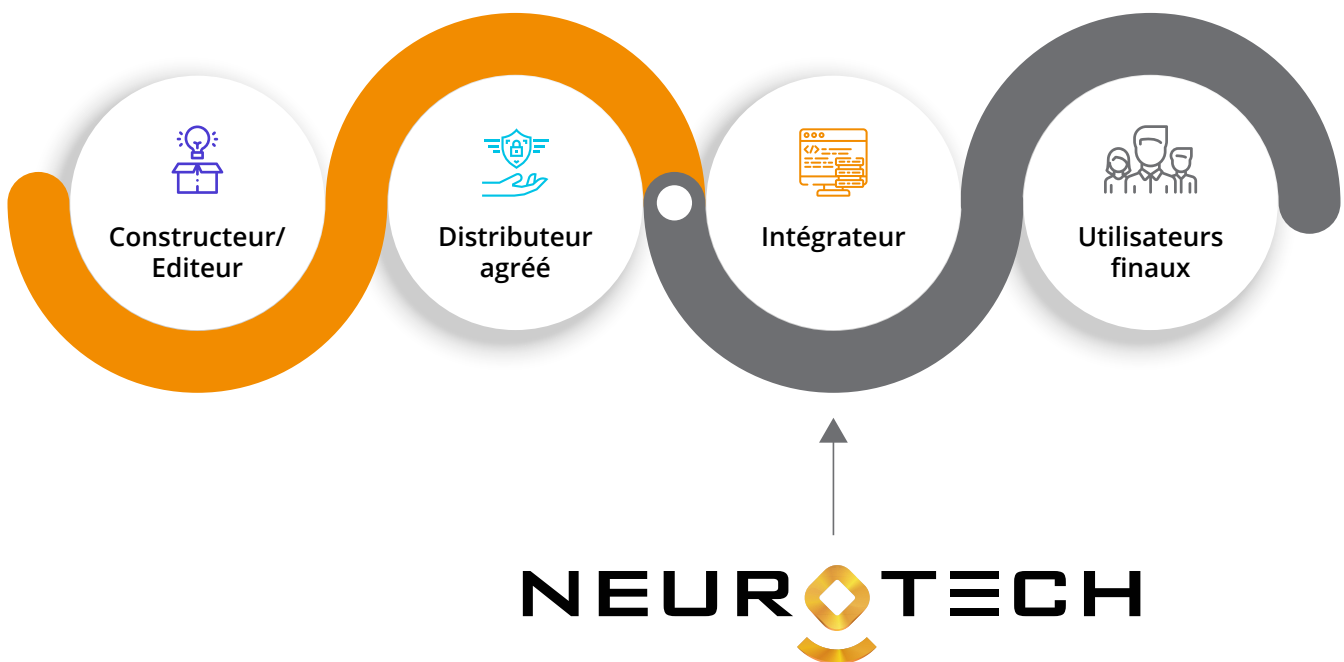 Constructeur/
Editeur
Distributeur
agréé
Intégrateur
Utilisateurs
finaux
NEUROTECH